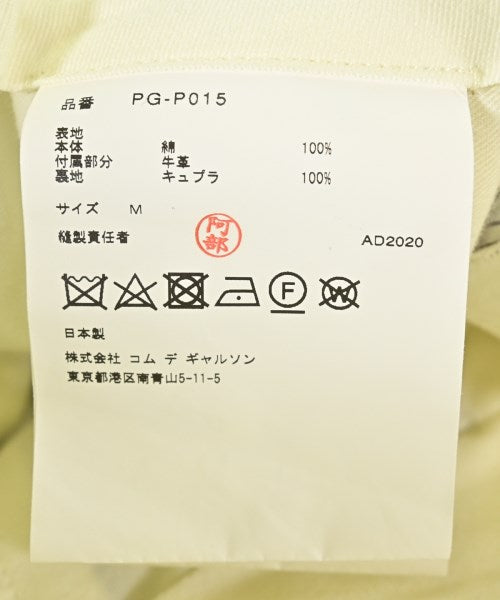 品番 PG-P015
表地
本体 綿 100%
付属部分 牛革
裏地 キュプラ 100%
サイズ M
縫製責任者 阿部 AD2020
F W
日本製
株式会社 コム デ ギャルソン
東京都港区南青山5-11-5